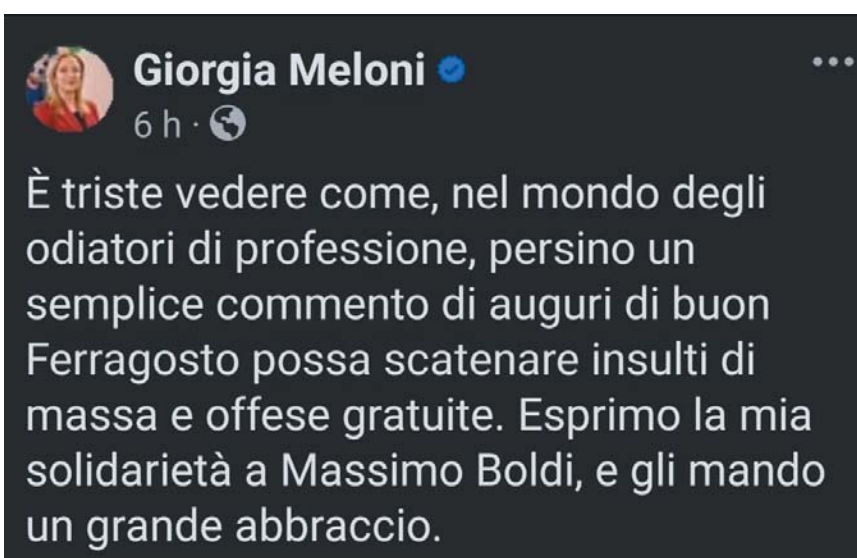 Giorgia Meloni
6 h ·
È triste vedere come, nel mondo degli
odiatori di professione, persino un
semplice commento di auguri di buon
Ferragosto possa scatenare insulti di
massa e offese gratuite. Esprimo la mia
solidarietà a Massimo Boldi, e gli mando
un grande abbraccio.